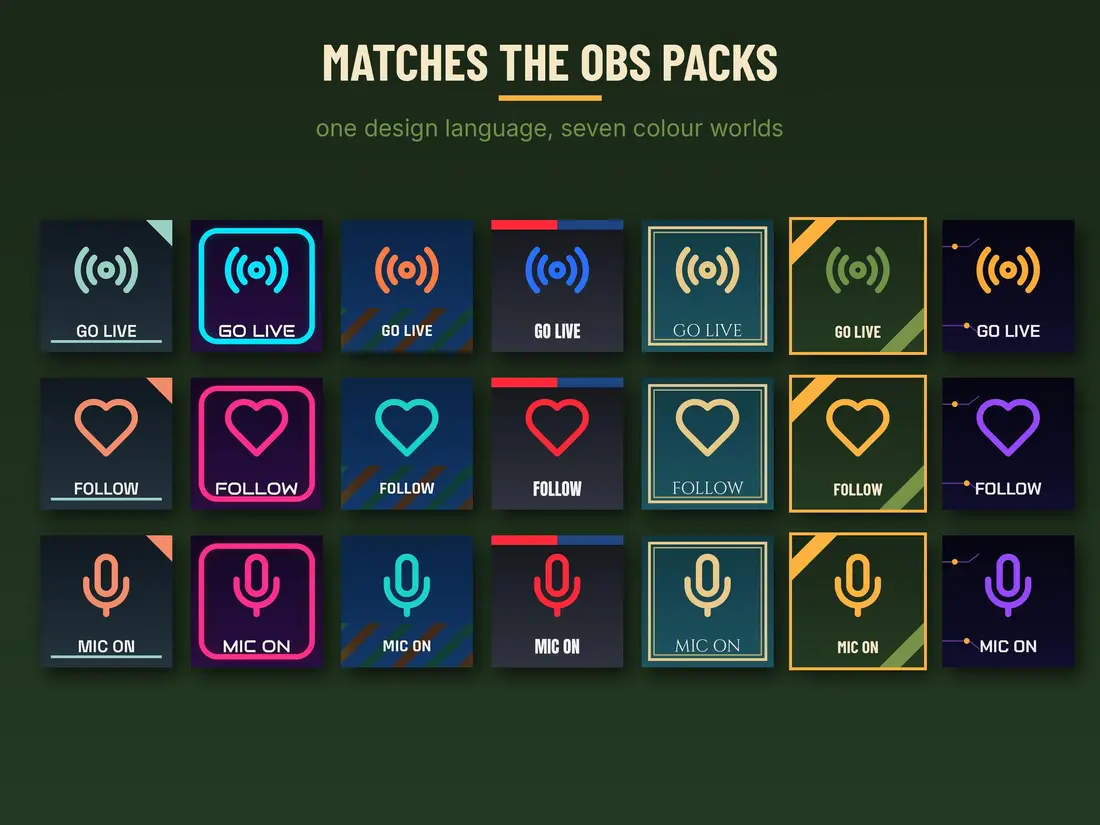 MATCHES THE OBS PACKS
one design language, seven colour worlds
GO LIVE GO LIVE GO LIVE GO LIVE GO LIVE GO LIVE GO LIVE
FOLLOW FOLLOW FOLLOW FOLLOW FOLLOW FOLLOW FOLLOW
MIC ON MIC ON MIC ON MIC ON MIC ON MIC ON MIC ON